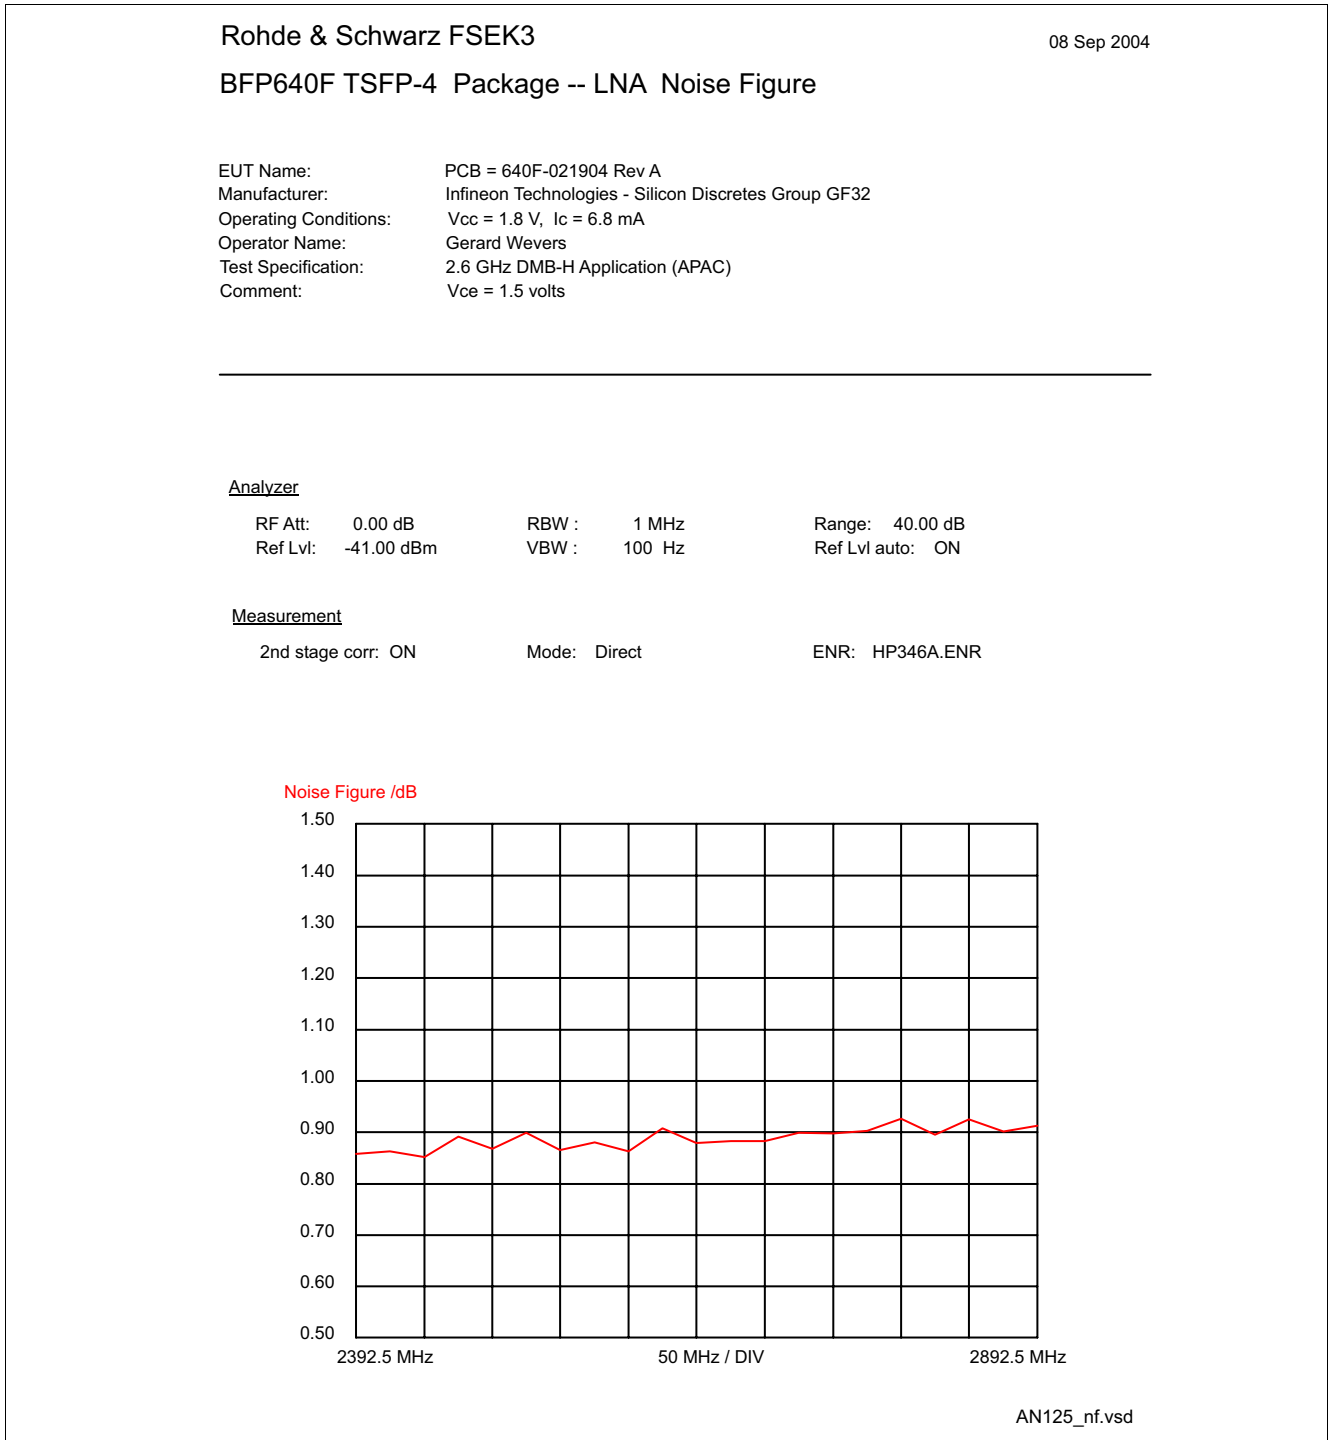 Rohde & Schwarz FSEK3
08 Sep 2004
BFP640F TSFP-4 Package -- LNA Noise Figure
EUT Name: PCB = 640F-021904 Rev A
Manufacturer: Infineon Technologies - Silicon Discretes Group GF32
Operating Conditions: Vcc = 1.8 V, Ic = 6.8 mA
Operator Name: Gerard Wevers
Test Specification: 2.6 GHz DMB-H Application (APAC)
Comment: Vce = 1.5 volts
Analyzer
RF Att: 0.00 dB RBW : 1 MHz Range: 40.00 dB
Ref Lvl: -41.00 dBm VBW : 100 Hz Ref Lvl auto: ON
Measurement
2nd stage corr: ON Mode: Direct ENR: HP346A.ENR
Noise Figure /dB
1.50
1.40
1.30
1.20
1.10
1.00
0.90
0.80
0.70
0.60
0.50
2392.5 MHz 50 MHz / DIV 2892.5 MHz
AN125_nf.vsd